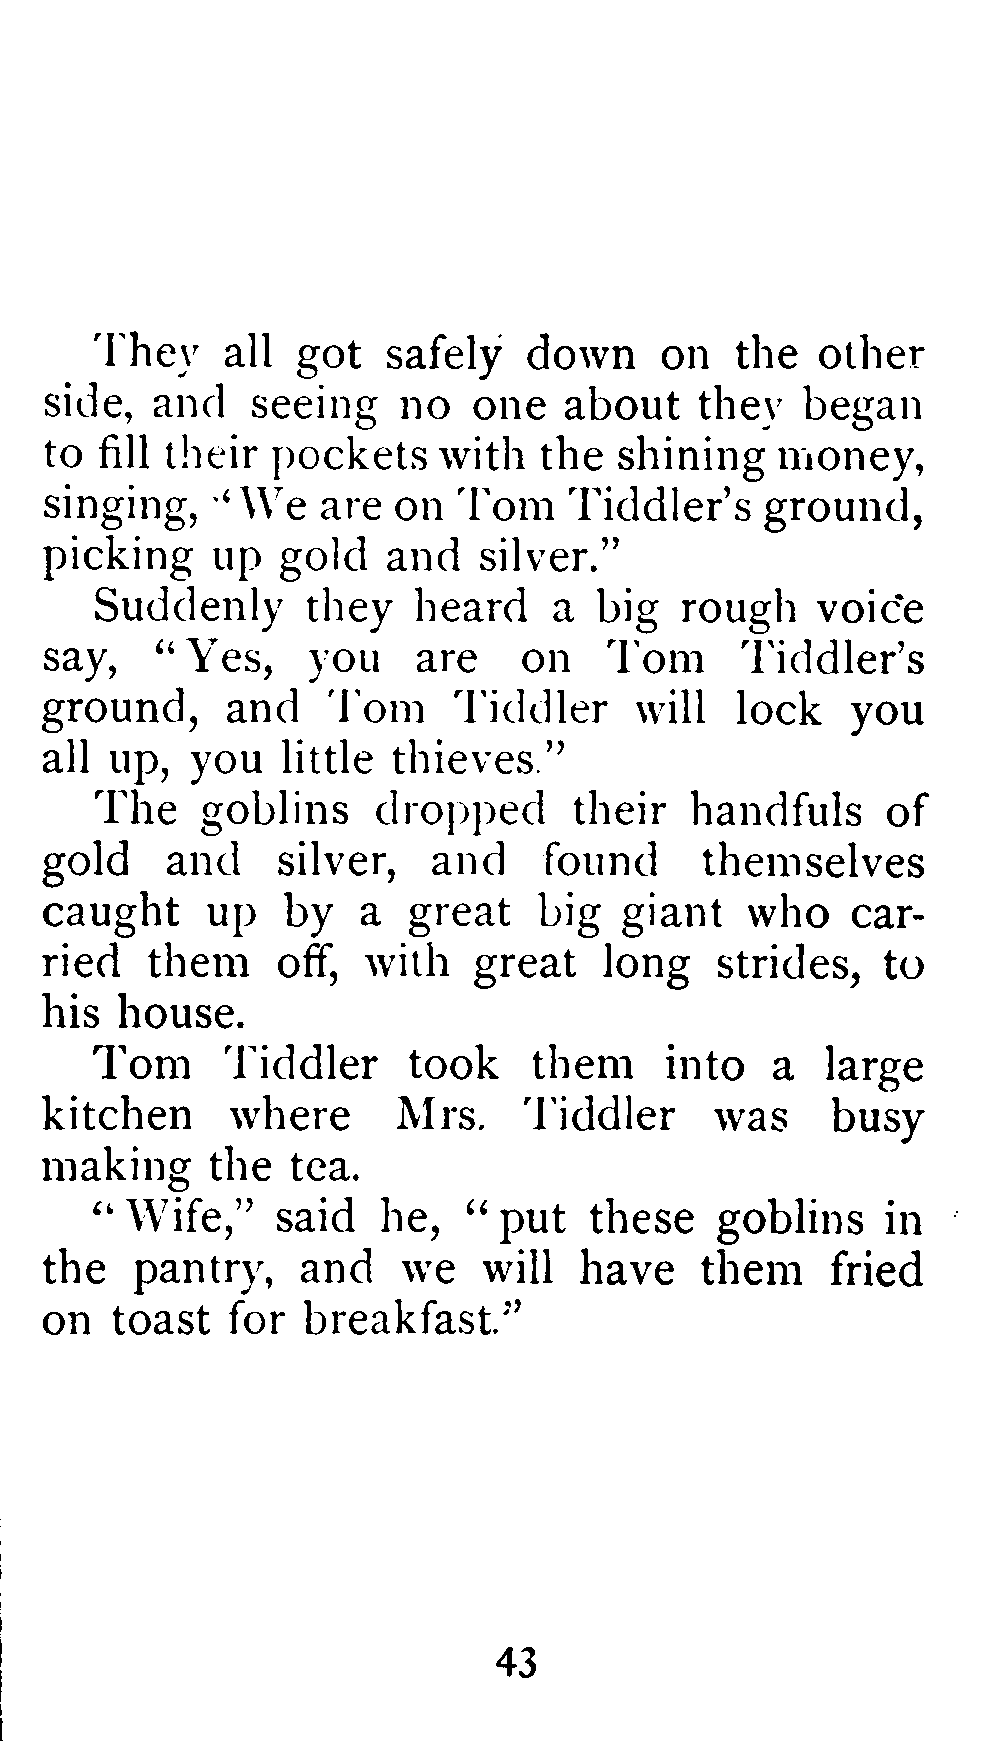 They all got safely down on the other
side, and seeing no one about they began
to fill their pockets with the shining money,
singing, “We are on Tom Tiddler’s ground,
picking up gold and silver.”
Suddenly they heard a big rough voice
say, “Yes, you are on Tom Tiddler’s
ground, and Tom Tiddler will lock you
all up, you little thieves.”
The goblins dropped their handfuls of
gold and silver, and found themselves
caught up by a great big giant who car-
ried them off, with great long strides, to
his house.
Tom Tiddler took them into a large
kitchen where Mrs. Tiddler was busy
making the tea.
“Wife,” said he, “put these goblins in
the pantry, and we will have them fried
on toast for breakfast.”
43